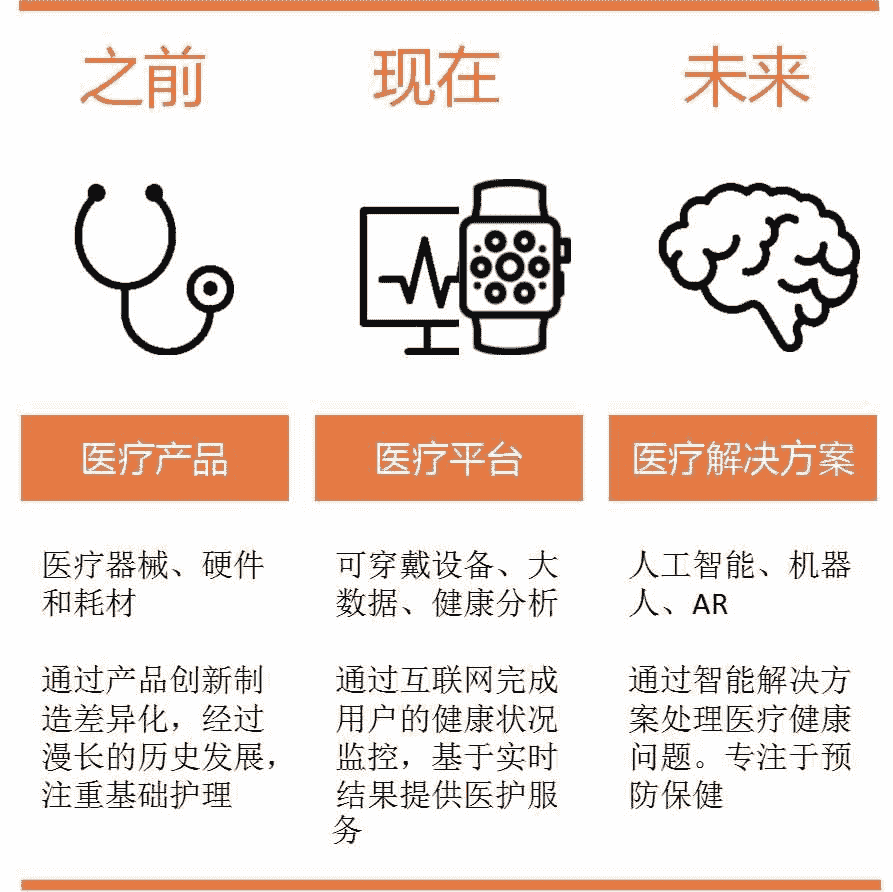 之前
现在
未来
医疗产品
医疗平台
医疗解决方案
医疗器械、硬件
和耗材
通过产品创新制
造差异化，经过
漫长的历史发展，
注重基础护理
可穿戴设备、大
数据、健康分析
通过互联网完成
用户的健康状况
监控，基于实时
结果提供医护服
务
人工智能、机器
人、AR
通过智能解决方
案处理医疗健康
问题。专注于预
防保健